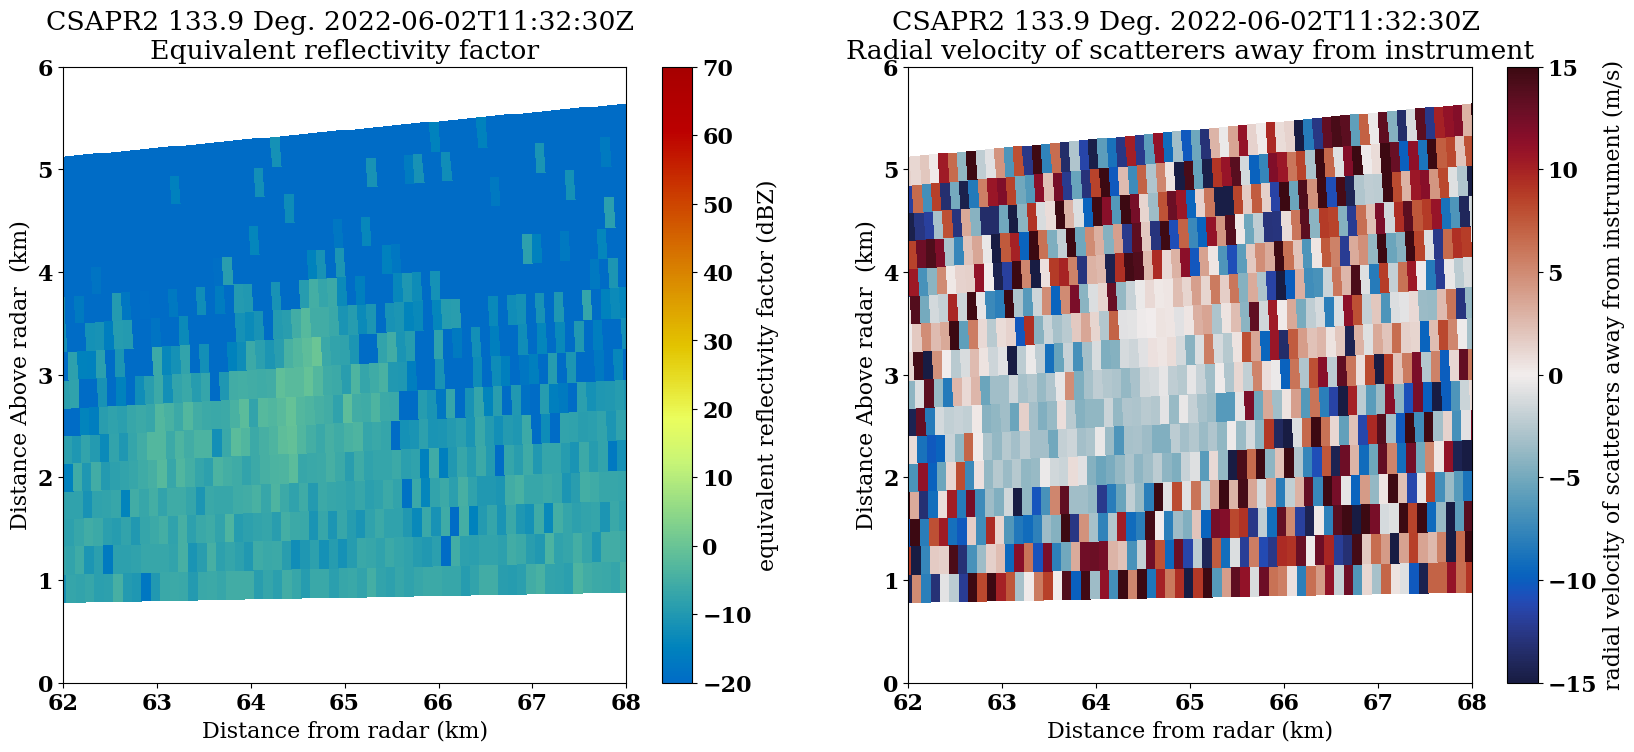 CSAPR2 133.9 Deg. 2022-06-02T11:32:30Z
Equivalent reflectivity factor
6
5
4
3
2
1
0
Distance Above radar  (km)
62 63 64 65 66 67 68
Distance from radar (km)
70
60
50
40
30
20
10
0
−10
−20
equivalent reflectivity factor (dBZ)
CSAPR2 133.9 Deg. 2022-06-02T11:32:30Z
Radial velocity of scatterers away from instrument
6
5
4
3
2
1
0
Distance Above radar  (km)
62 63 64 65 66 67 68
Distance from radar (km)
15
10
5
0
−5
−10
−15
radial velocity of scatterers away from instrument (m/s)